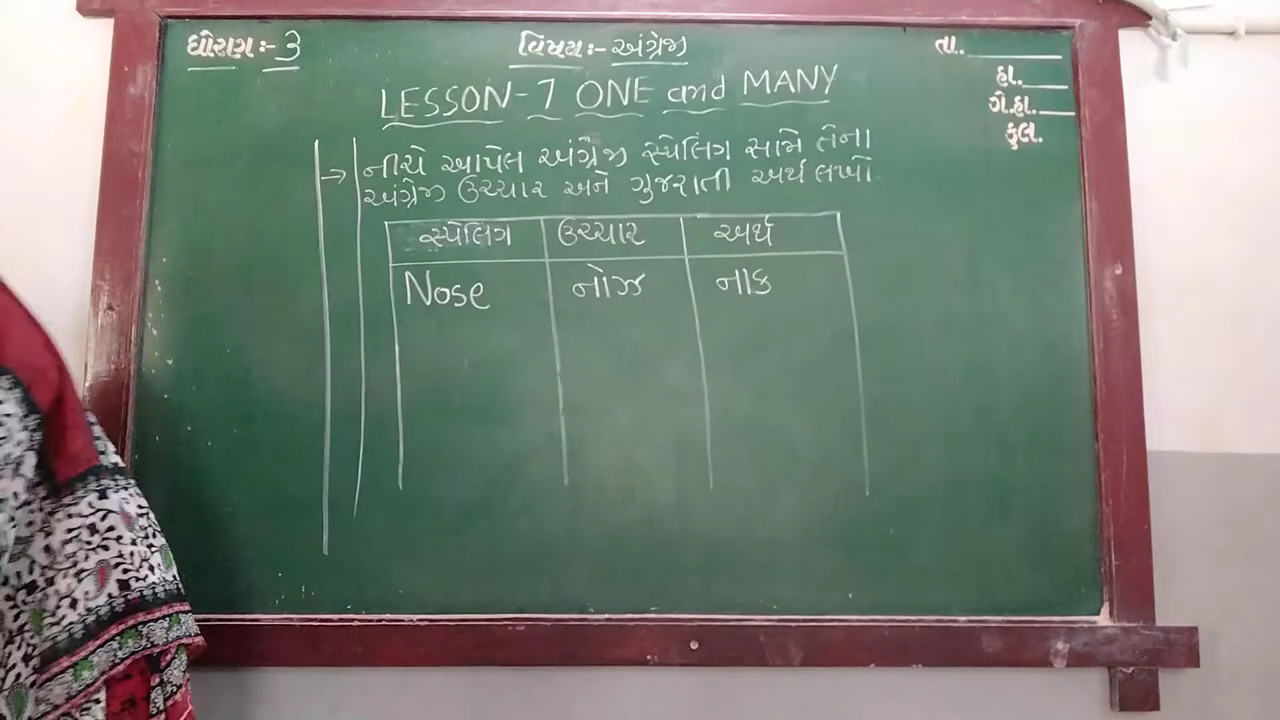 ધોરણ:- 3
વિષય:- અંગ્રેજી
તા.
હા.
ગે.હા.
કુલ.
LESSON-7 ONE and MANY
→ નીચે આપેલ અંગ્રેજી સ્પેલિંગ સામે તેના
અંગ્રેજી ઉચ્ચાર અને ગુજરાતી અર્થ લખો
સ્પેલિંગ ઉચ્ચાર અર્થ
Nose નોઝ નાક